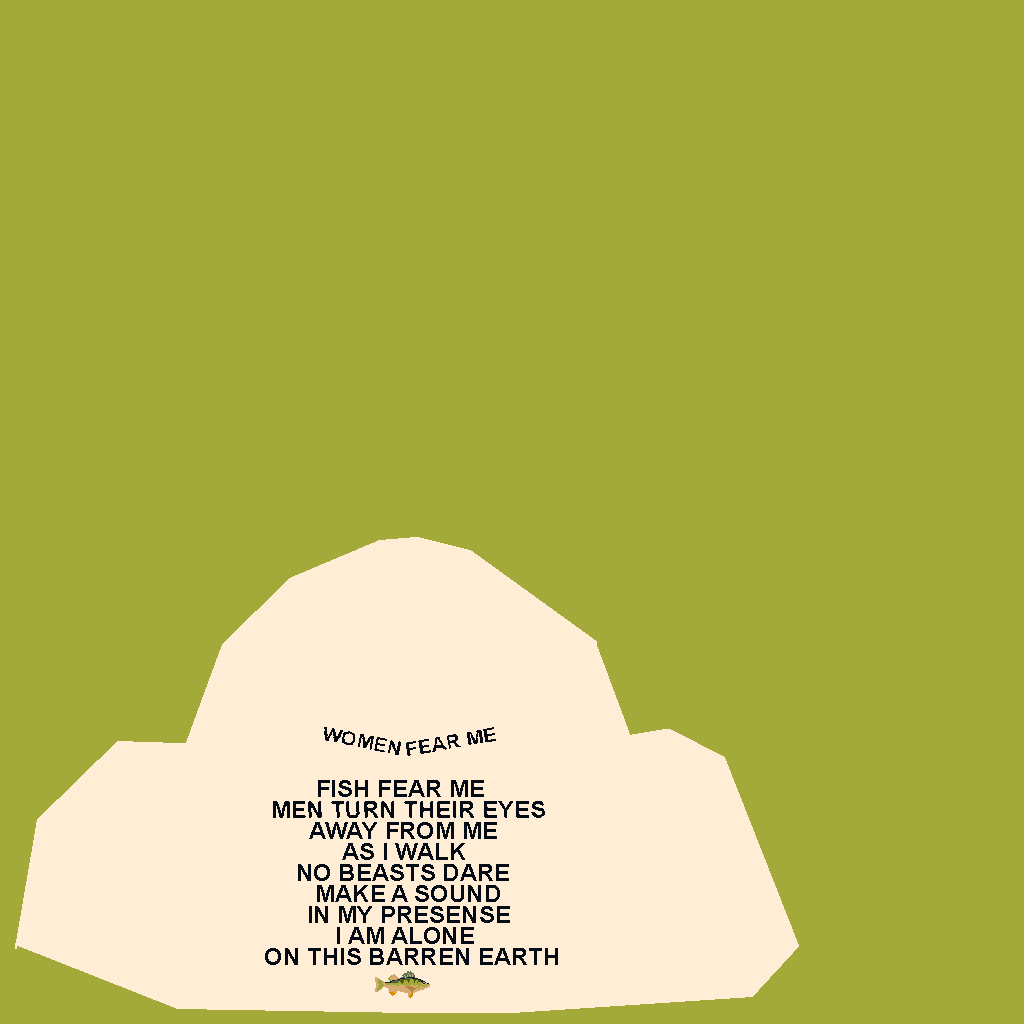 WOMEN FEAR ME
FISH FEAR ME
MEN TURN THEIR EYES
AWAY FROM ME
AS I WALK
NO BEASTS DARE
MAKE A SOUND
IN MY PRESENSE
I AM ALONE
ON THIS BARREN EARTH